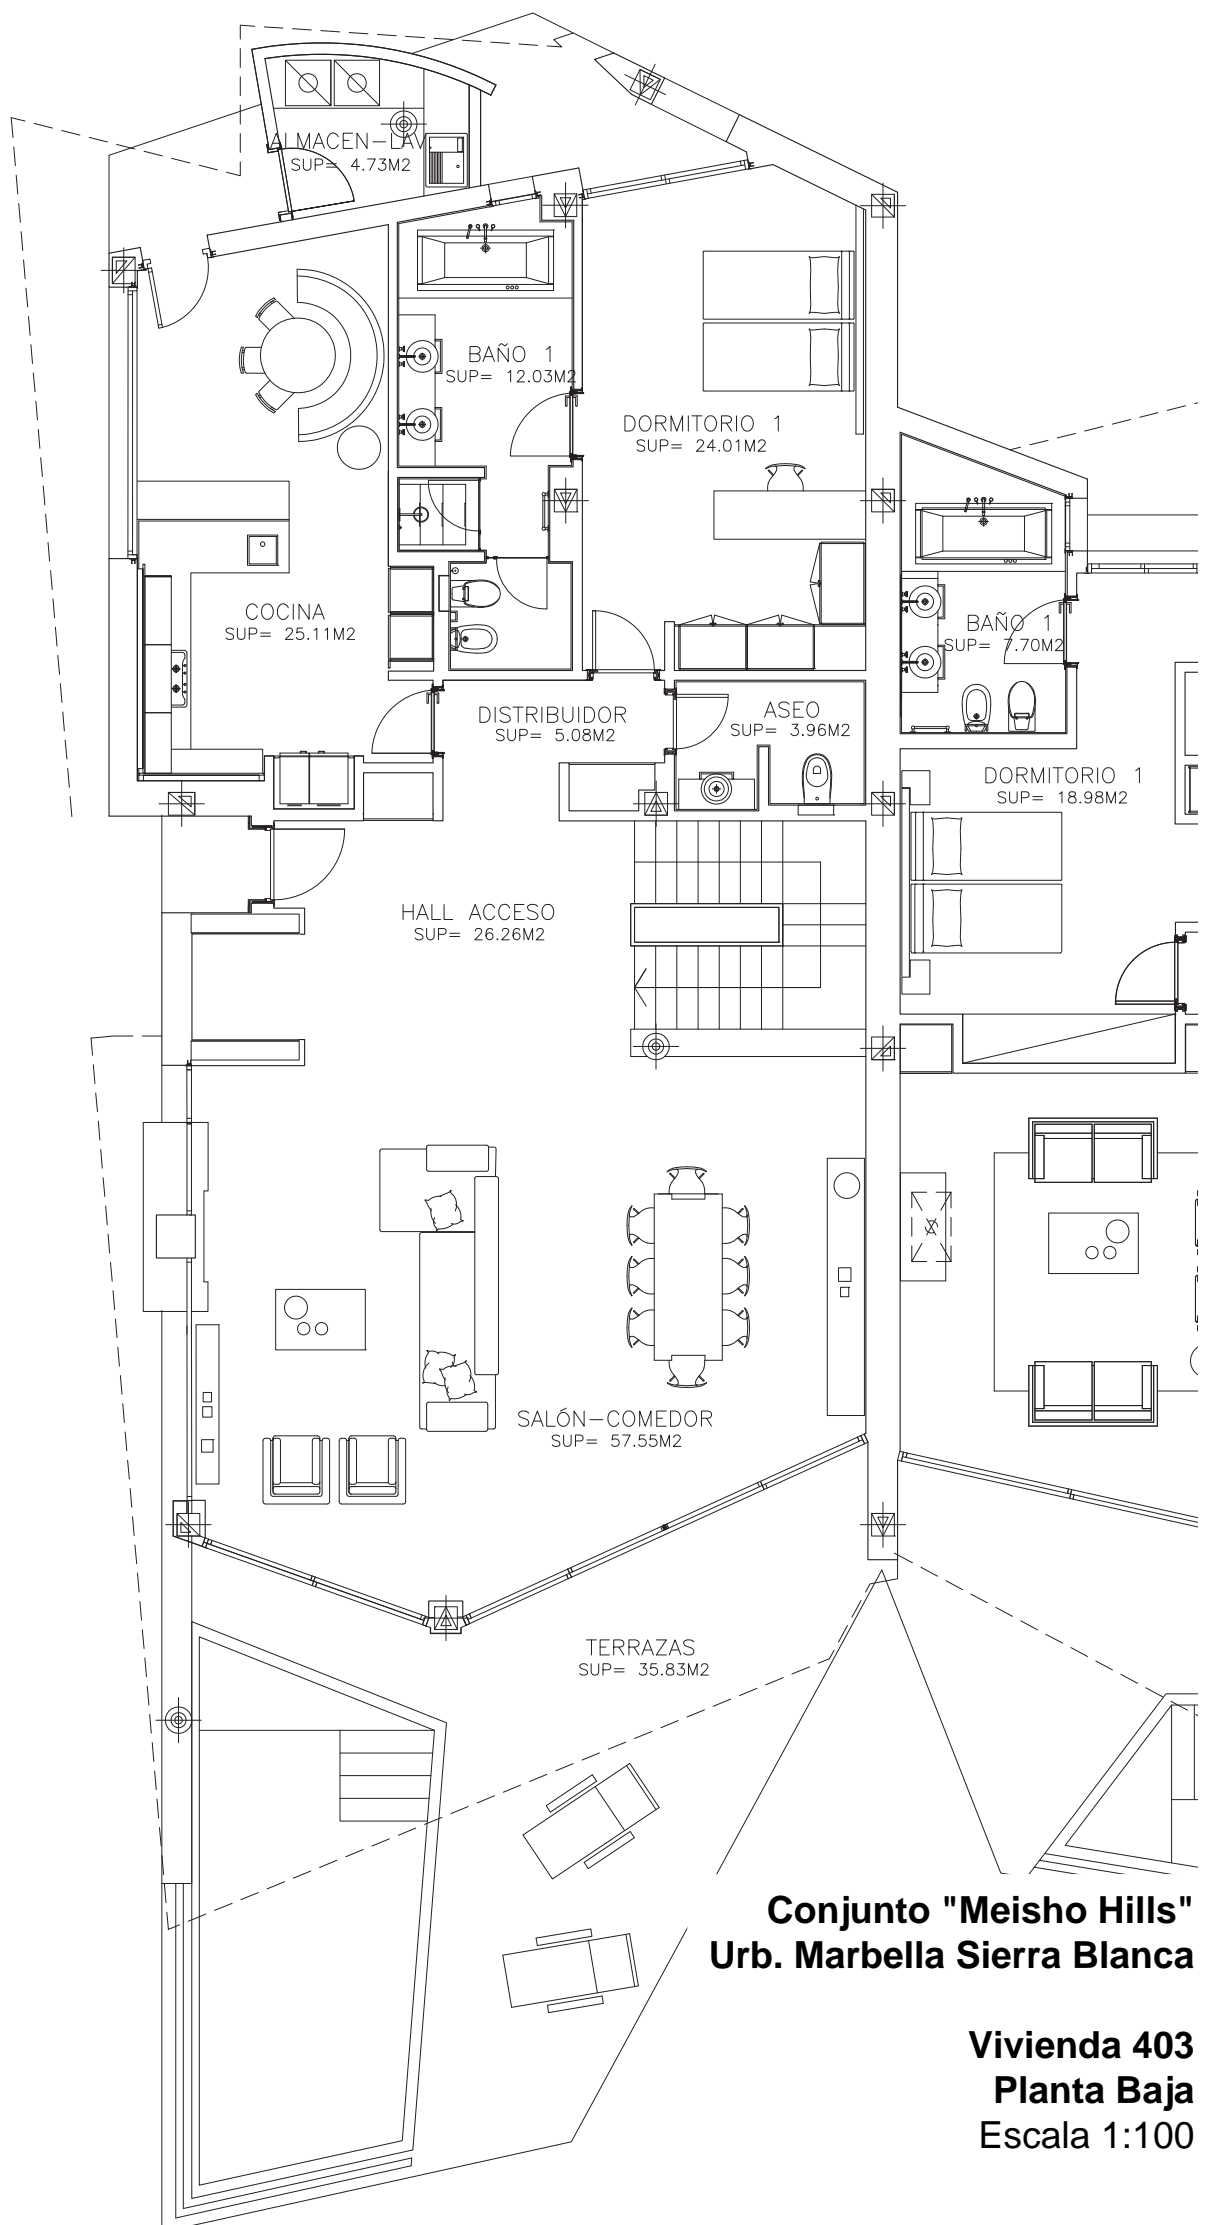 ALMACEN-LAV
SUP= 4.73M2
BAÑO 1
SUP= 12.03M2
DORMITORIO 1
SUP= 24.01M2
COCINA
SUP= 25.11M2
BAÑO 1
SUP= 7.70M2
DISTRIBUIDOR
SUP= 5.08M2
ASEO
SUP= 3.96M2
DORMITORIO 1
SUP= 18.98M2
HALL ACCESO
SUP= 26.26M2
SALÓN-COMEDOR
SUP= 57.55M2
TERRAZAS
SUP= 35.83M2
Conjunto "Meisho Hills"
Urb. Marbella Sierra Blanca
Vivienda 403
Planta Baja
Escala 1:100